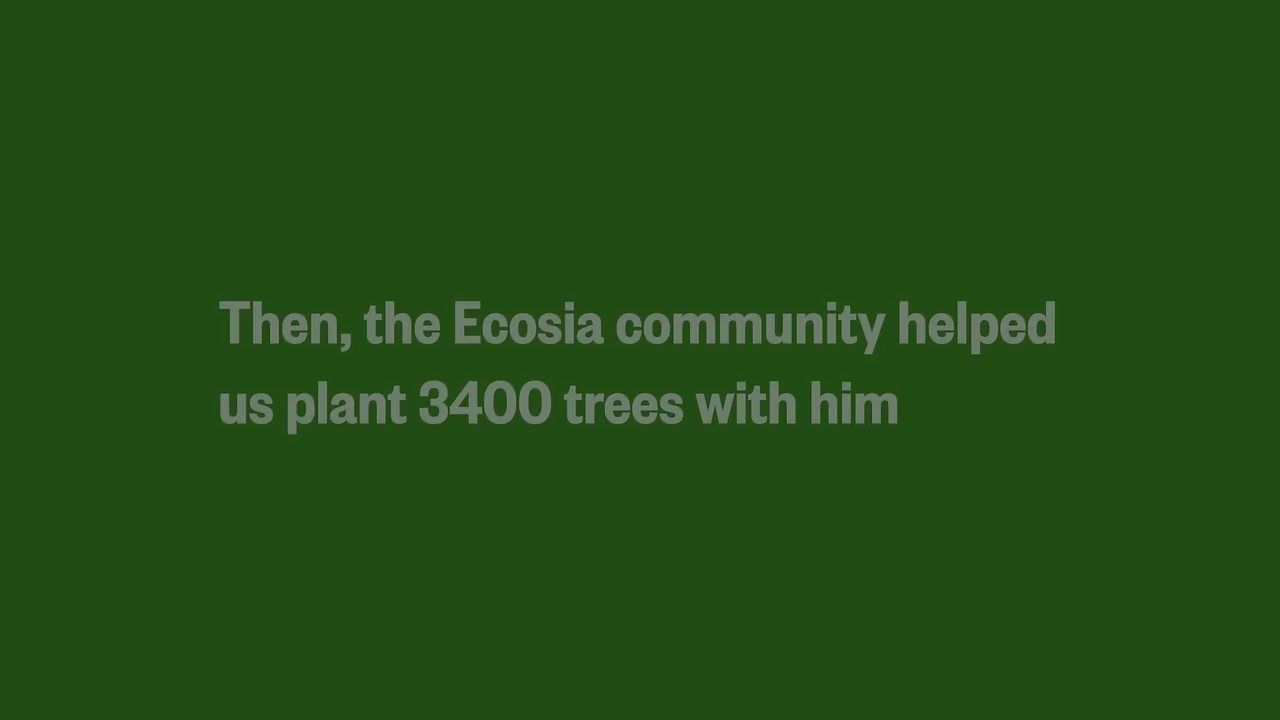 Then, the Ecosia community helped
us plant 3400 trees with him